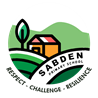 SABDEN
PRIMARY SCHOOL
RESPECT - CHALLENGE - RESILIENCE